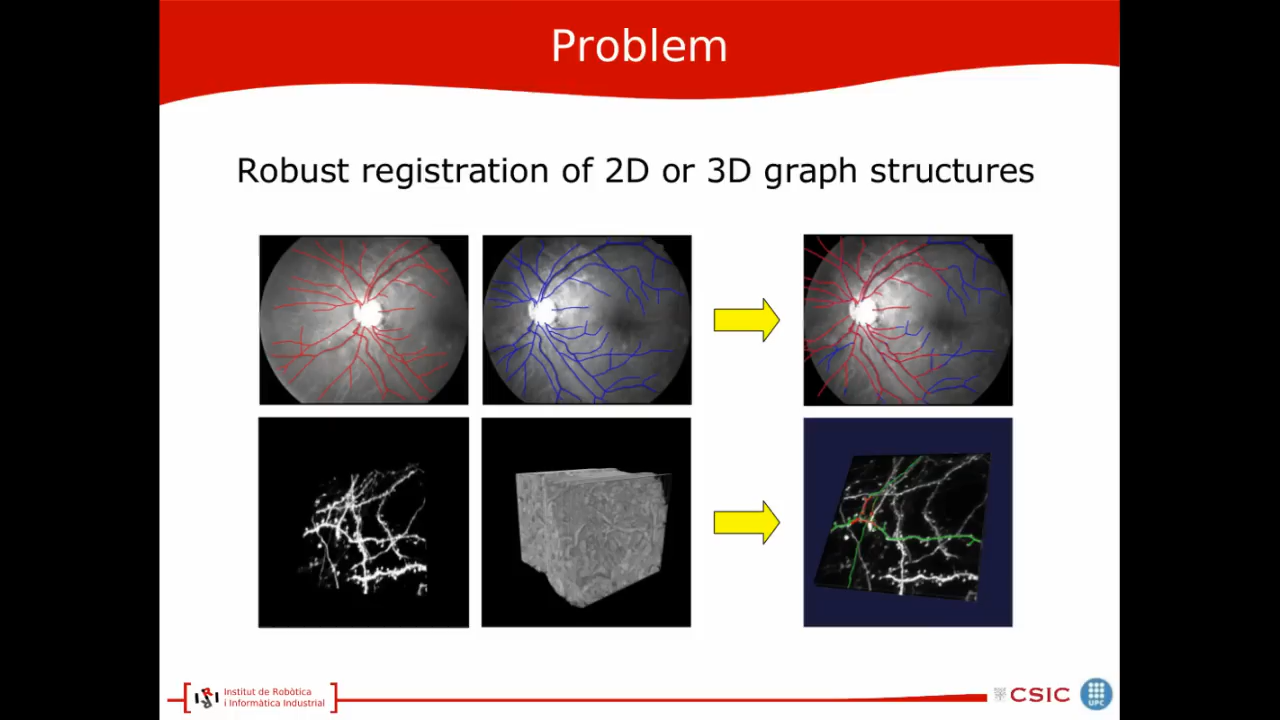 Problem
Robust registration of 2D or 3D graph structures
Institut de Robòtica
i Informàtica Industrial
CSIC
UPC